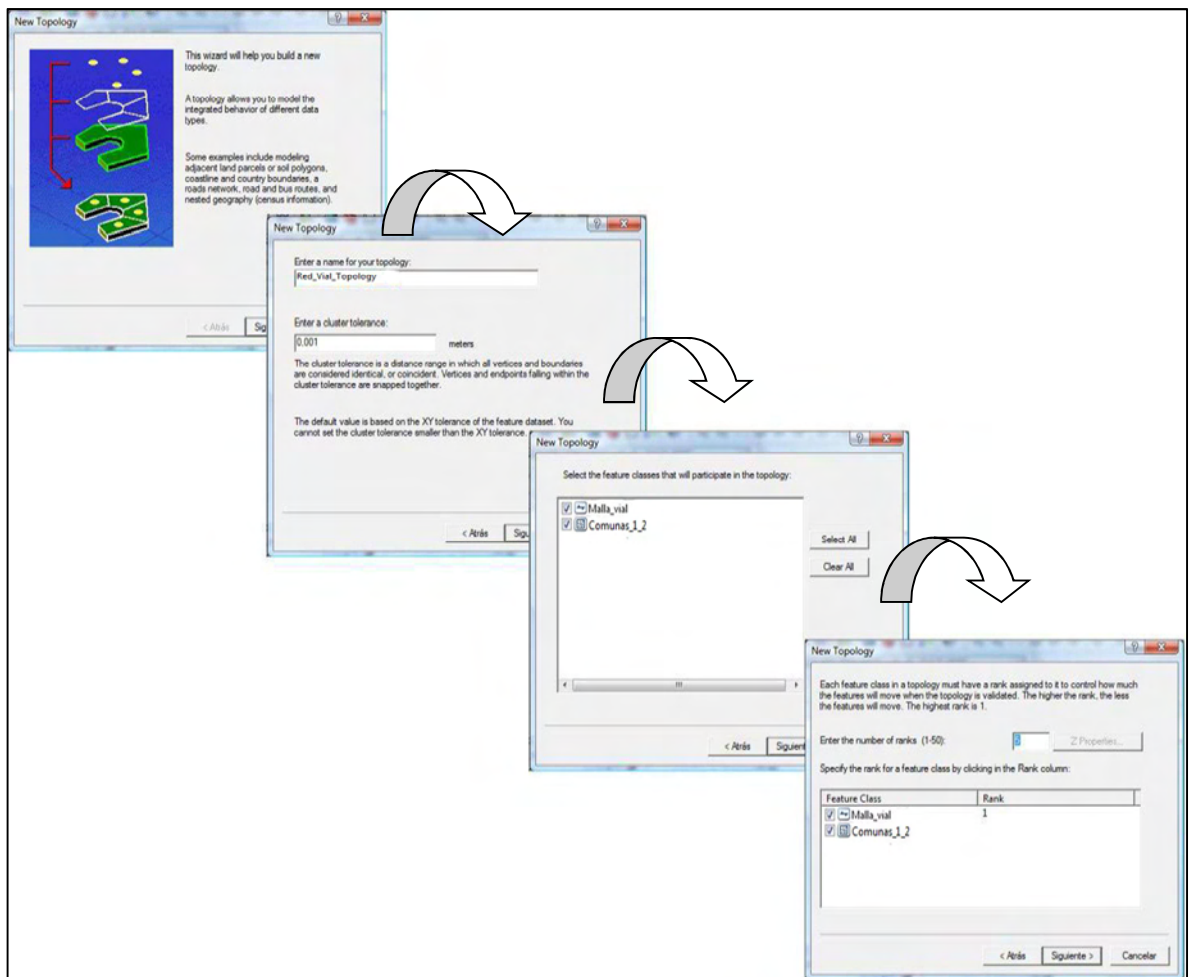 New Topology
This wizard will help you build a new
topology.
A topology allows you to model the
integrated behavior of different data
types.
Some examples include modeling
adjacent land parcels or soil polygons,
coastline and country boundaries, a
roads network, road and bus routes, and
nested geography (census information).
< Atrás
Sig
New Topology
Enter a name for your topology:
Red_Vial_Topology
Enter a cluster tolerance:
0,001 meters
The cluster tolerance is a distance range in which all vertices and boundaries
are considered identical, or coincident. Vertices and endpoints falling within the
cluster tolerance are snapped together.
The default value is based on the XY tolerance of the feature dataset. You
cannot set the cluster tolerance smaller than the XY tolerance.
< Atrás
Sigu
New Topology
Select the feature classes that will participate in the topology:
Malla_vial
Comunas_1_2
Select All
Clear All
< Atrás
Siguient
New Topology
Each feature class in a topology must have a rank assigned to it to control how much
the features will move when the topology is validated. The higher the rank, the less
the features will move. The highest rank is 1.
Enter the number of ranks (1-50):
Z Properties...
Specify the rank for a feature class by clicking in the Rank column:
Feature Class Rank
Malla_vial 1
Comunas_1_2
< Atrás
Siguiente >
Cancelar